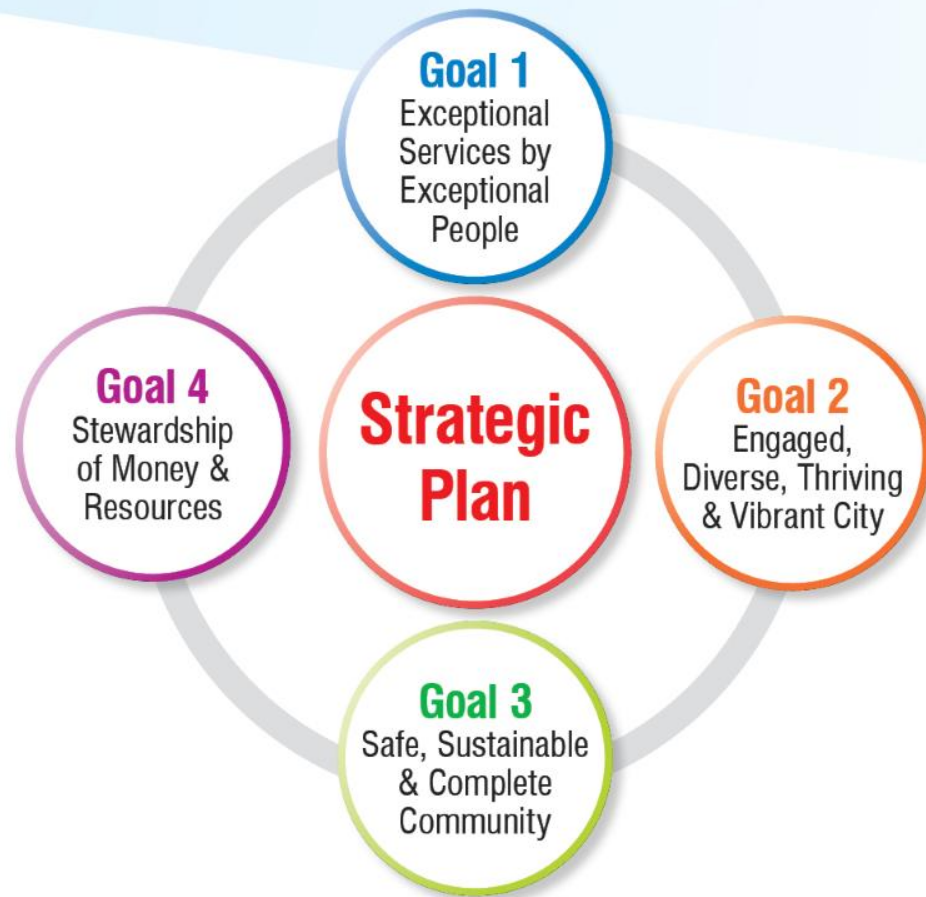 Goal 1
Exceptional
Services by
Exceptional
People
Goal 4
Stewardship
of Money &
Resources
Strategic
Plan
Goal 2
Engaged,
Diverse, Thriving
& Vibrant City
Goal 3
Safe, Sustainable
& Complete
Community